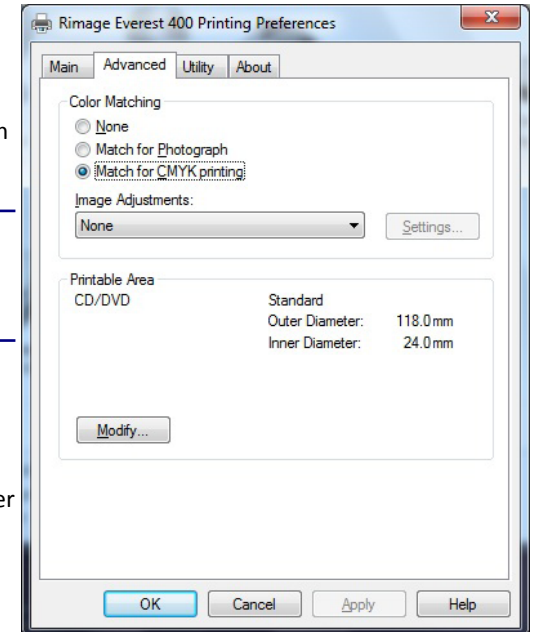 Rimage Everest 400 Printing Preferences
Main Advanced Utility About
Color Matching
None
Match for Photograph
Match for CMYK printing
Image Adjustments:
None Settings...
Printable Area
CD/DVD Standard
Outer Diameter: 118.0mm
Inner Diameter: 24.0mm
Modify...
OK Cancel Apply Help